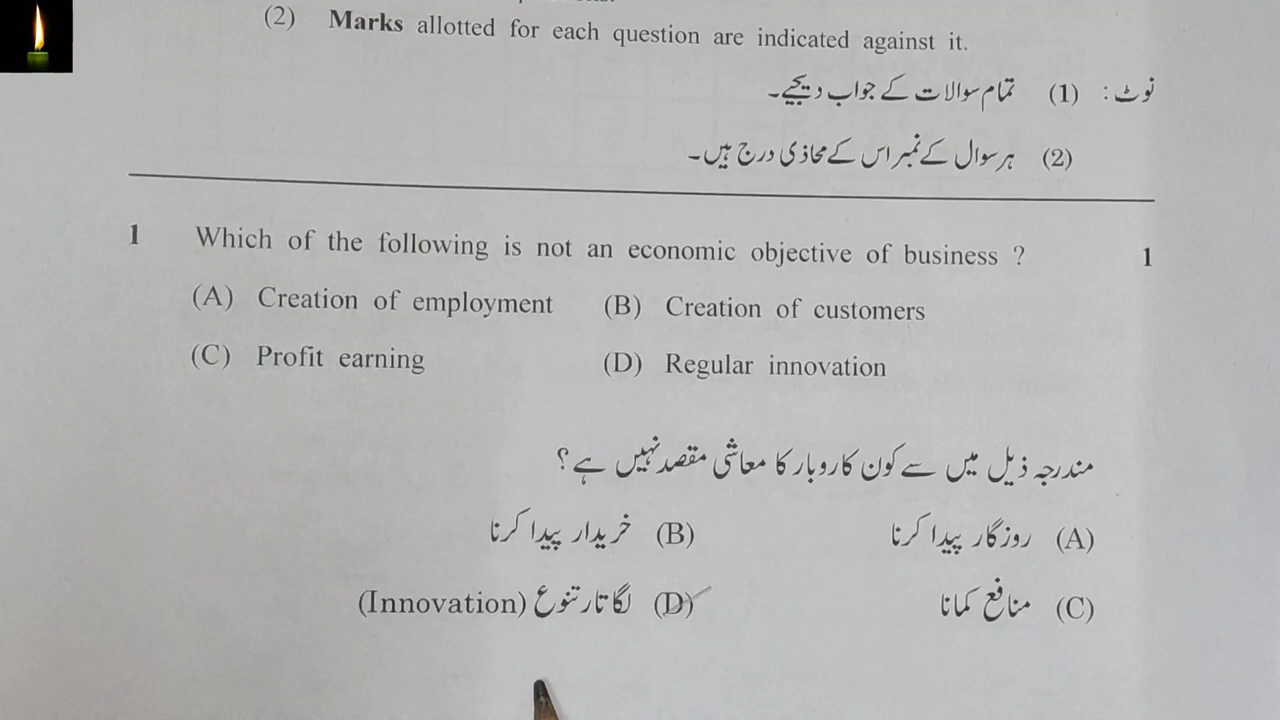 (2) Marks allotted for each question are indicated against it.
نوٹ : (1) تمام سوالات کے جواب دیجیے۔
(2) ہر سوال کے نمبر اس کے محاذی درج ہیں۔
1 Which of the following is not an economic objective of business ? 1
(A) Creation of employment (B) Creation of customers
(C) Profit earning (D) Regular innovation
مندرجہ ذیل میں سے کون کاروبار کا معاشی مقصد نہیں ہے؟
(A) روزگار پیدا کرنا (B) خریدار پیدا کرنا
(C) منافع کمانا (D) لگاتار تنوع (Innovation)